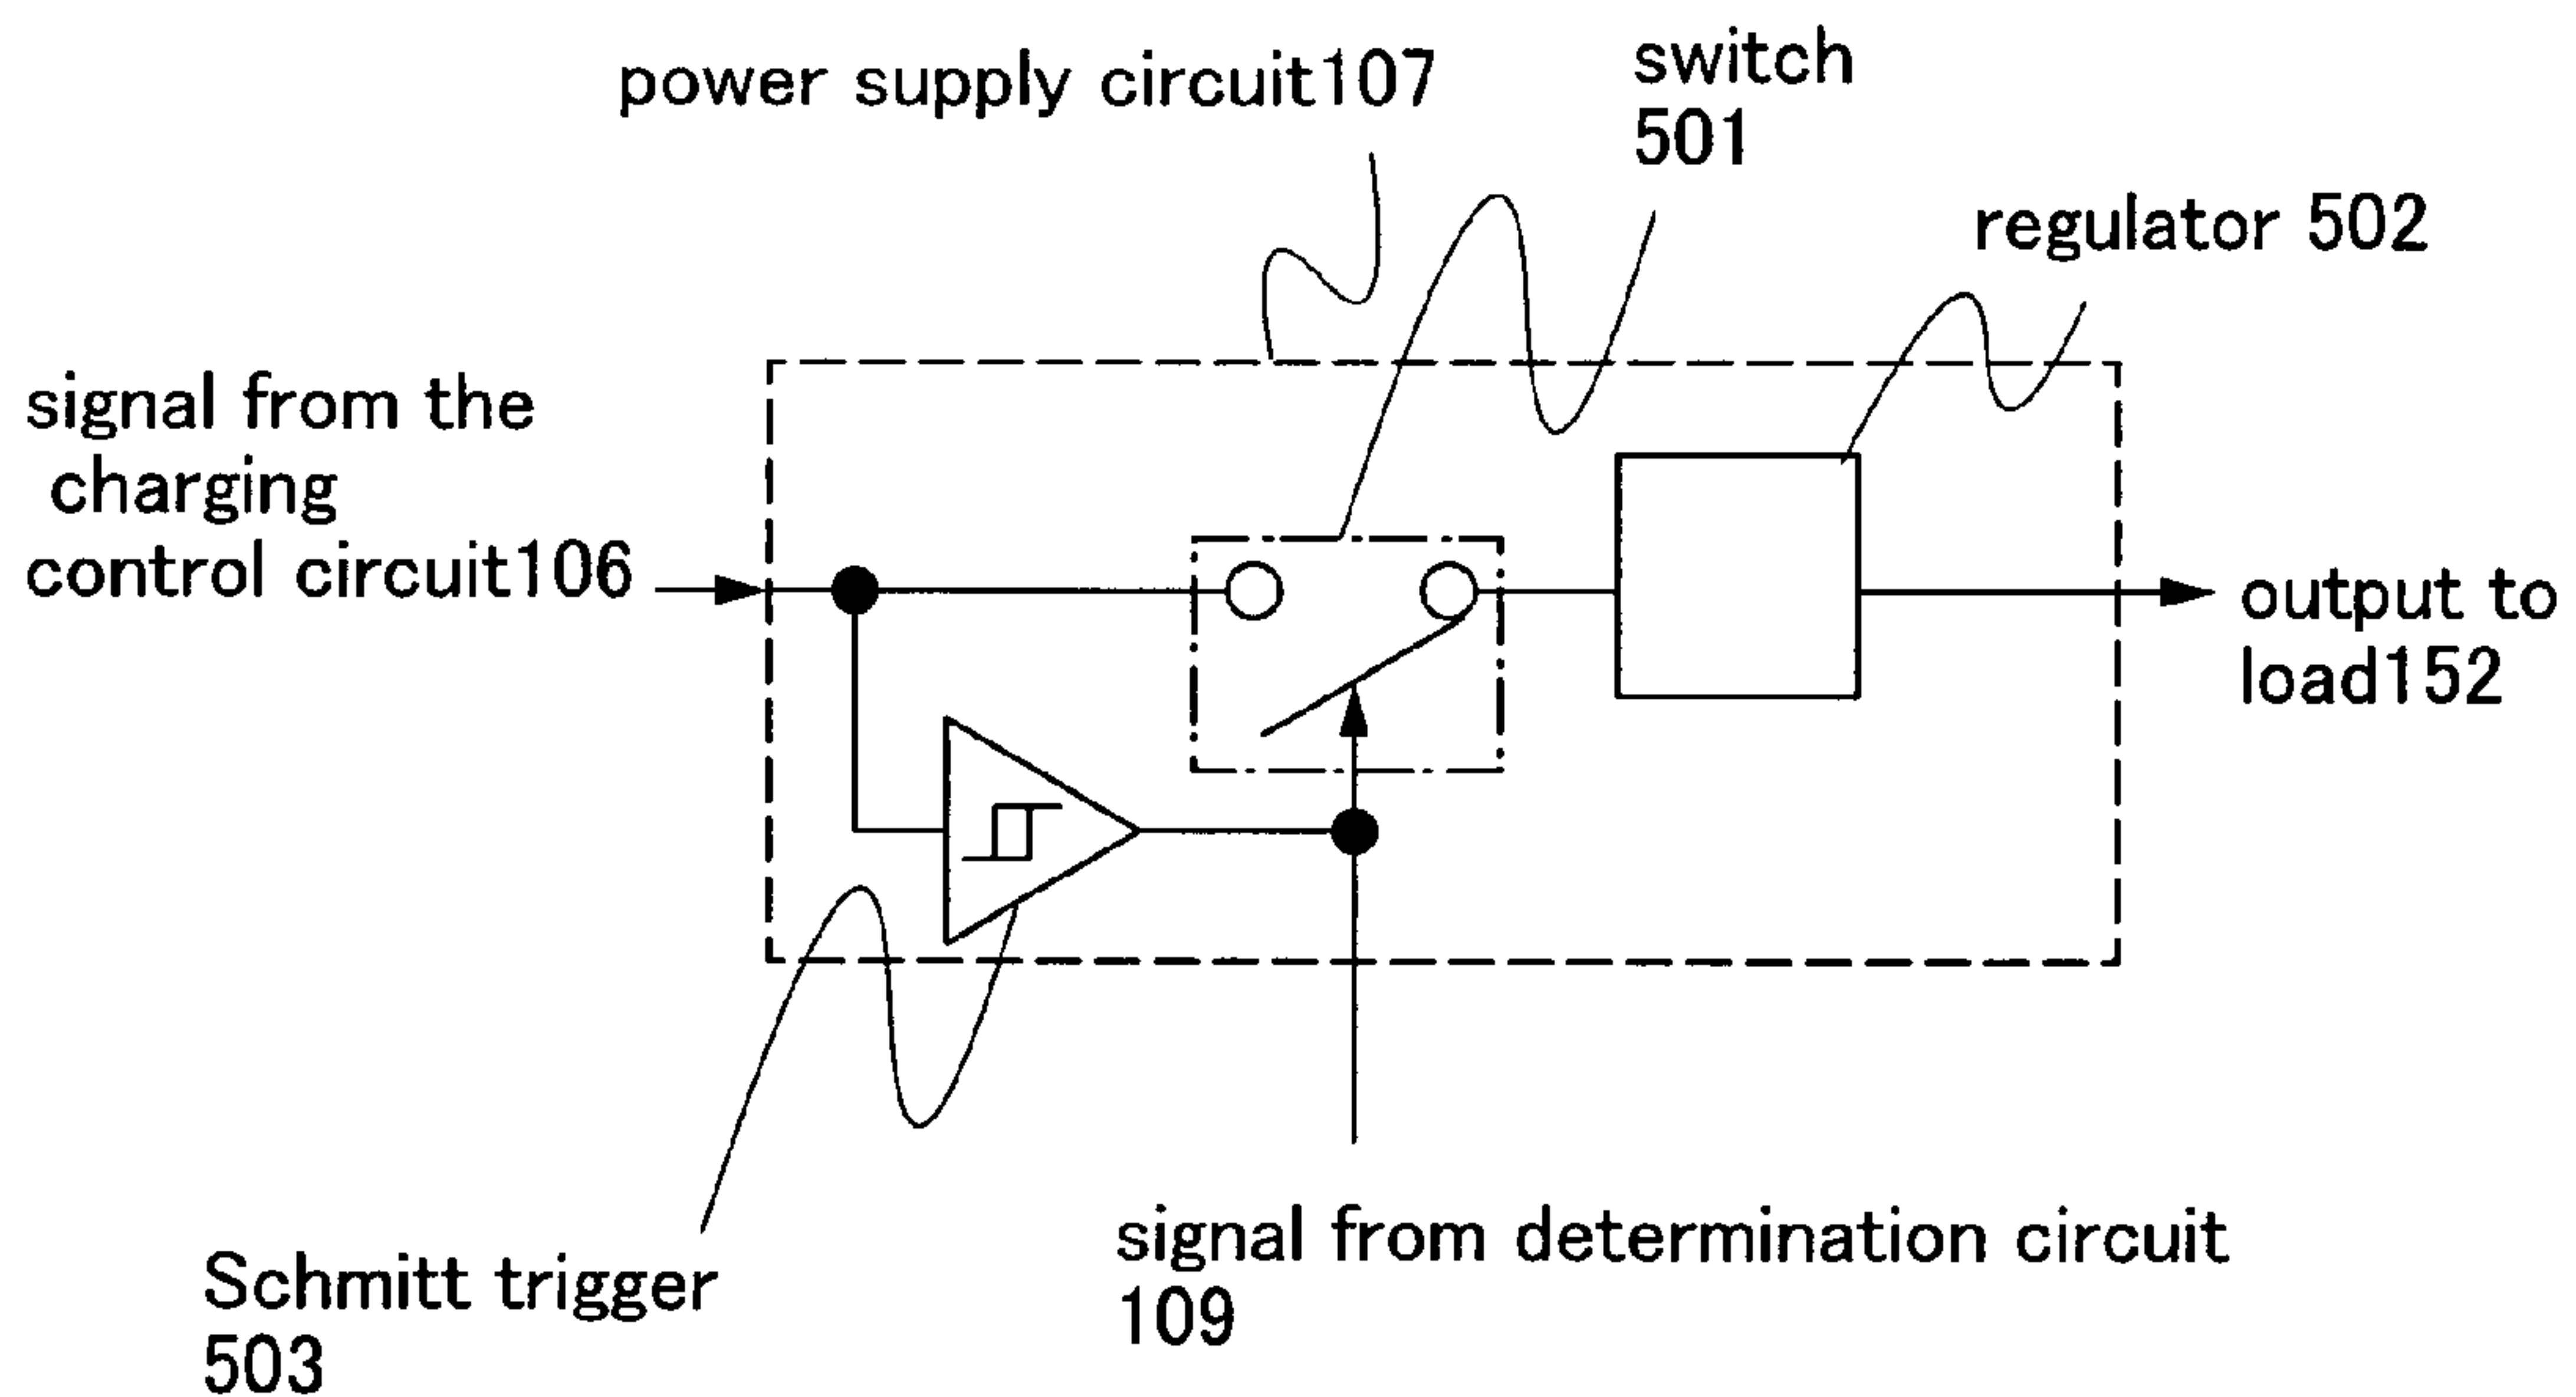 power supply circuit107
switch
501
regulator 502
signal from the
charging
control circuit106
output to
load152
Schmitt trigger
503
signal from determination circuit
109